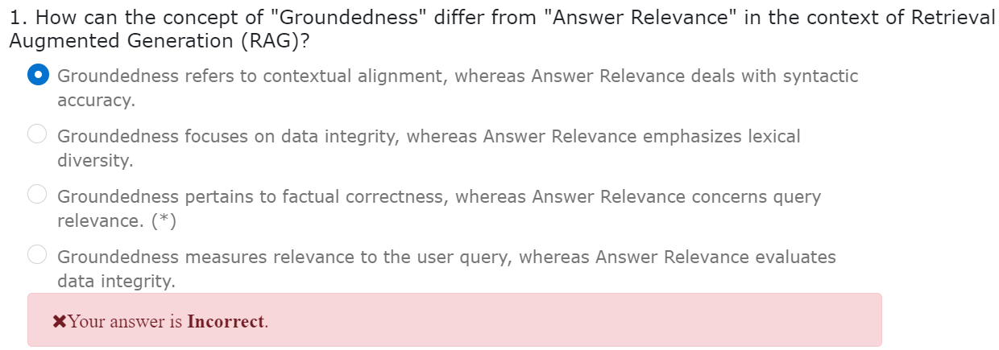 1. How can the concept of "Groundedness" differ from "Answer Relevance" in the context of Retrieval
Augmented Generation (RAG)?
Groundedness refers to contextual alignment, whereas Answer Relevance deals with syntactic
accuracy.
Groundedness focuses on data integrity, whereas Answer Relevance emphasizes lexical
diversity.
Groundedness pertains to factual correctness, whereas Answer Relevance concerns query
relevance. (*)
Groundedness measures relevance to the user query, whereas Answer Relevance evaluates
data integrity.
✖Your answer is Incorrect.